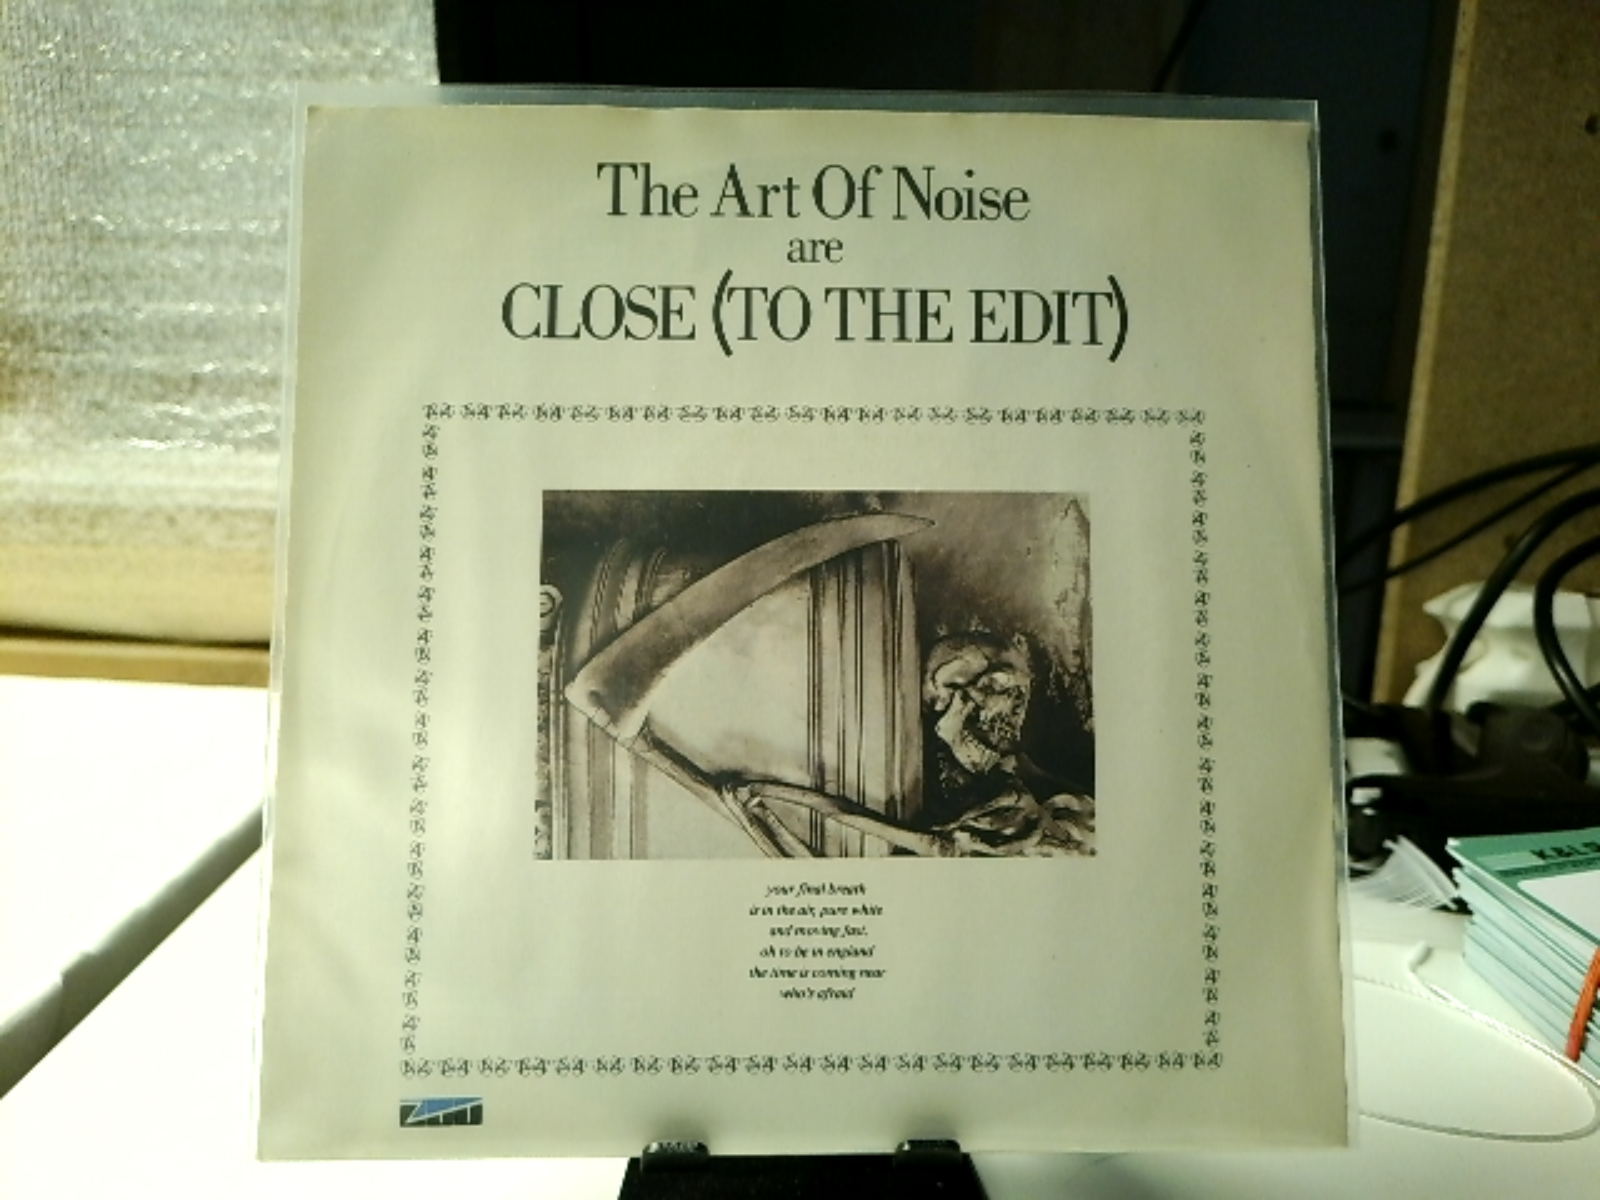 The Art Of Noise
are
CLOSE (TO THE EDIT)
your final breath
is in the air, pure white
and moving fast.
oh to be in england
the time is coming near
who's afraid
ZTT